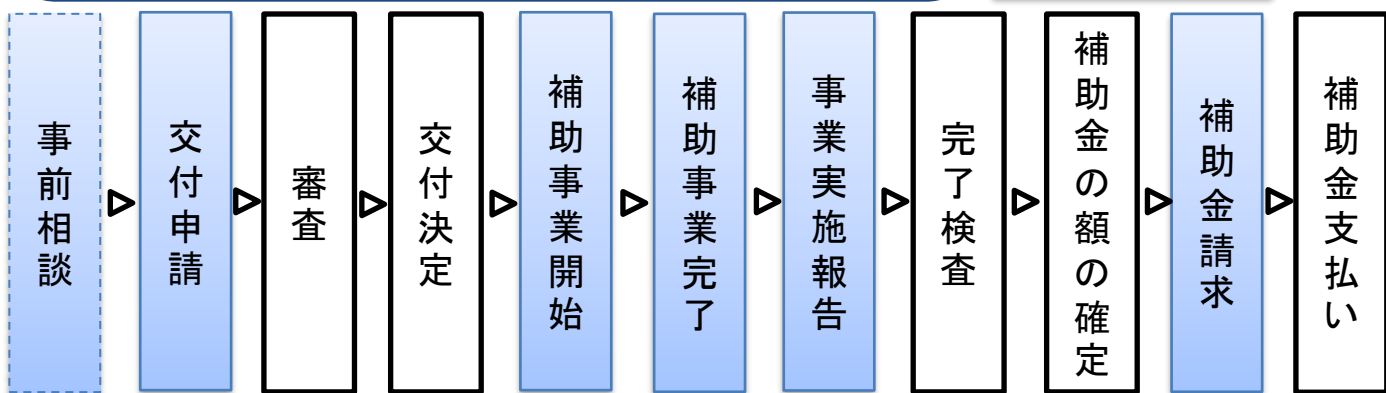 事前相談
交付申請
審査
交付決定
補助事業開始
補助事業完了
事業実施報告
完了検査
補助金の額の確定
補助金請求
補助金支払い